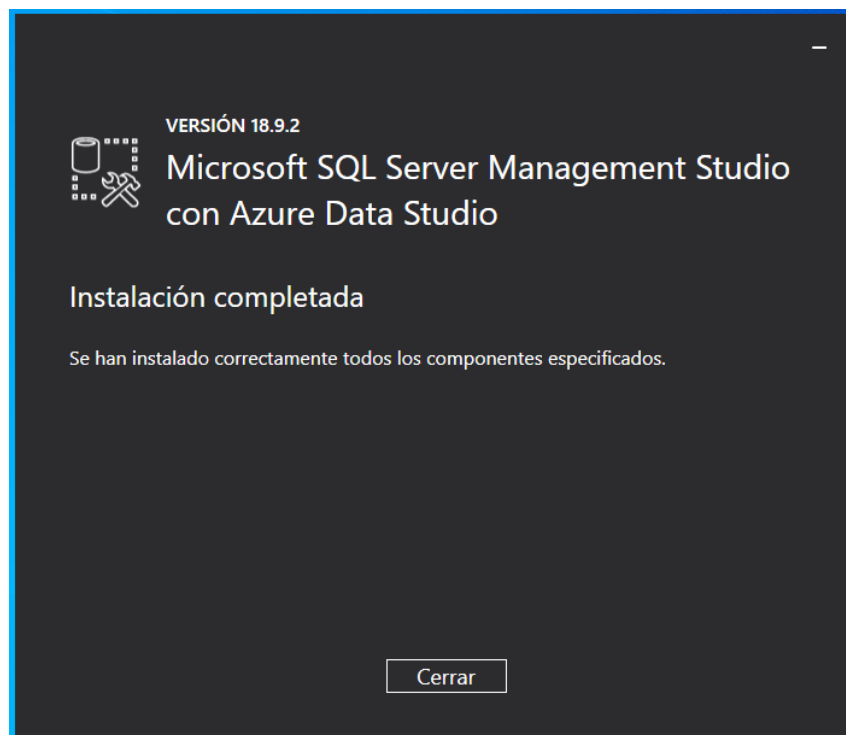 VERSIÓN 18.9.2
Microsoft SQL Server Management Studio
con Azure Data Studio
Instalación completada
Se han instalado correctamente todos los componentes especificados.
Cerrar